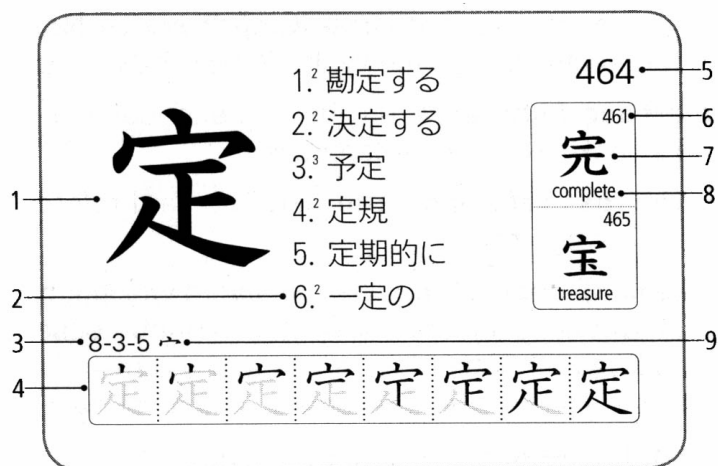 定
1.² 勘定する
2.² 決定する
3.³ 予定
4.² 定規
5. 定期的に
6.² 一定の
464
461
完
complete
465
宝
treasure
8-3-5 宀
定 定 定 定 定 定 定 定
1
2
3
4
5
6
7
8
9